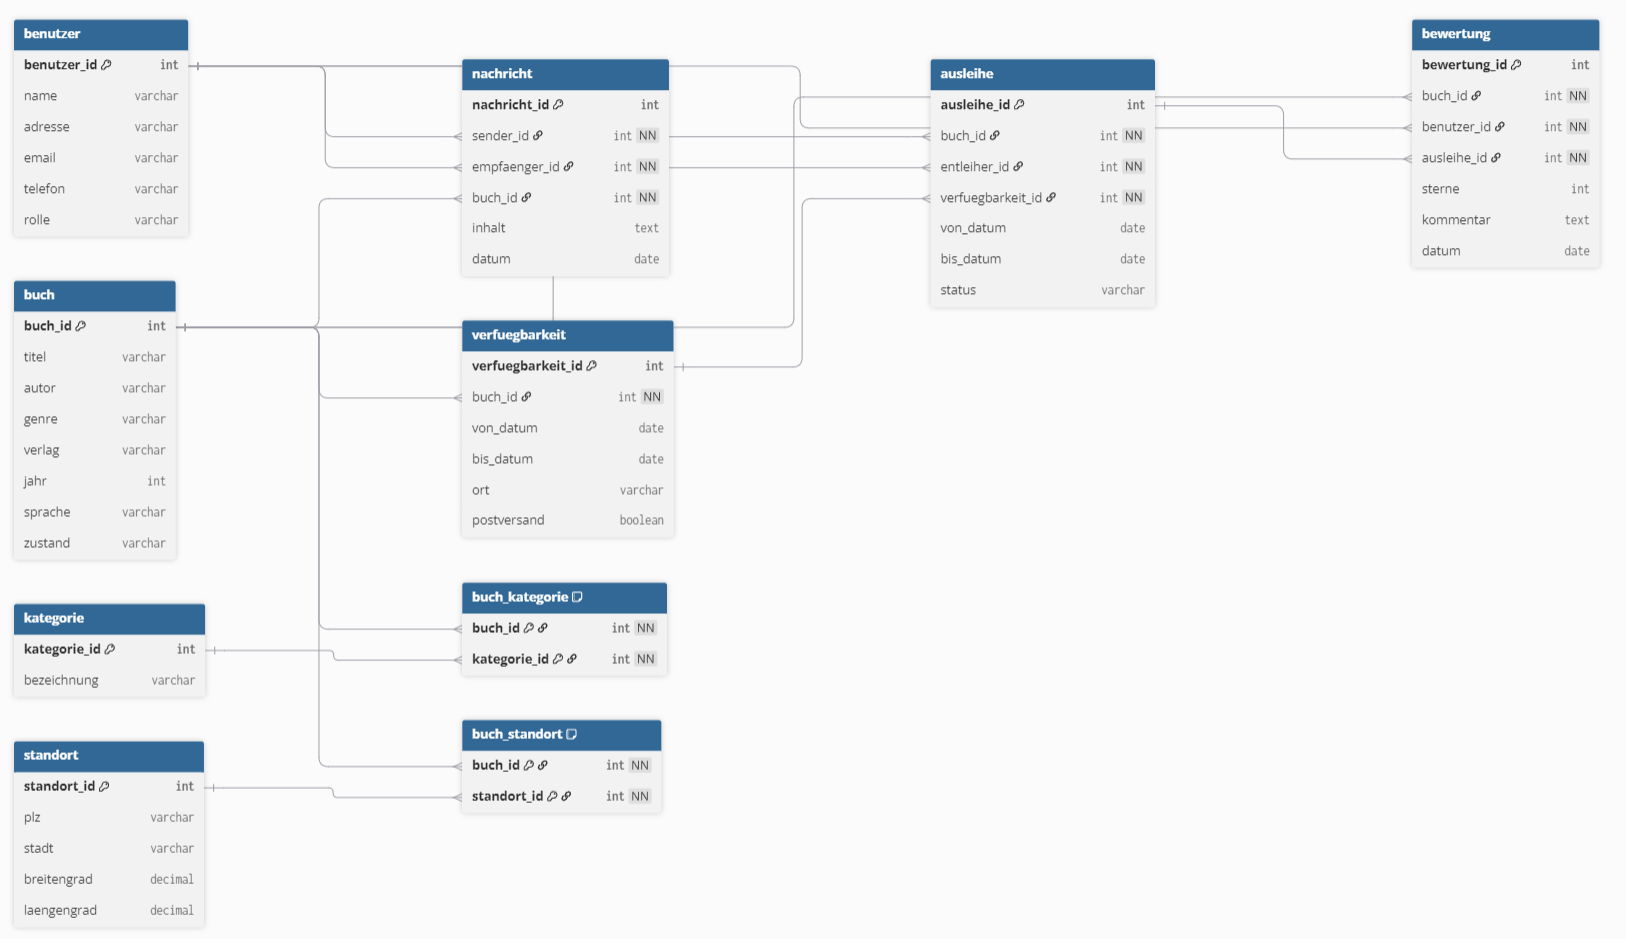 benutzer
benutzer_id int
name varchar
adresse varchar
email varchar
telefon varchar
rolle varchar
buch
buch_id int
titel varchar
autor varchar
genre varchar
verlag varchar
jahr int
sprache varchar
zustand varchar
kategorie
kategorie_id int
bezeichnung varchar
standort
standort_id int
plz varchar
stadt varchar
breitengrad decimal
laengengrad decimal
nachricht
nachricht_id int
sender_id int NN
empfaenger_id int NN
buch_id int NN
inhalt text
datum date
verfuegbarkeit
verfuegbarkeit_id int
buch_id int NN
von_datum date
bis_datum date
ort varchar
postversand boolean
buch_kategorie
buch_id int NN
kategorie_id int NN
buch_standort
buch_id int NN
standort_id int NN
ausleihe
ausleihe_id int
buch_id int NN
entleiher_id int NN
verfuegbarkeit_id int NN
von_datum date
bis_datum date
status varchar
bewertung
bewertung_id int
buch_id int NN
benutzer_id int NN
ausleihe_id int NN
sterne int
kommentar text
datum date